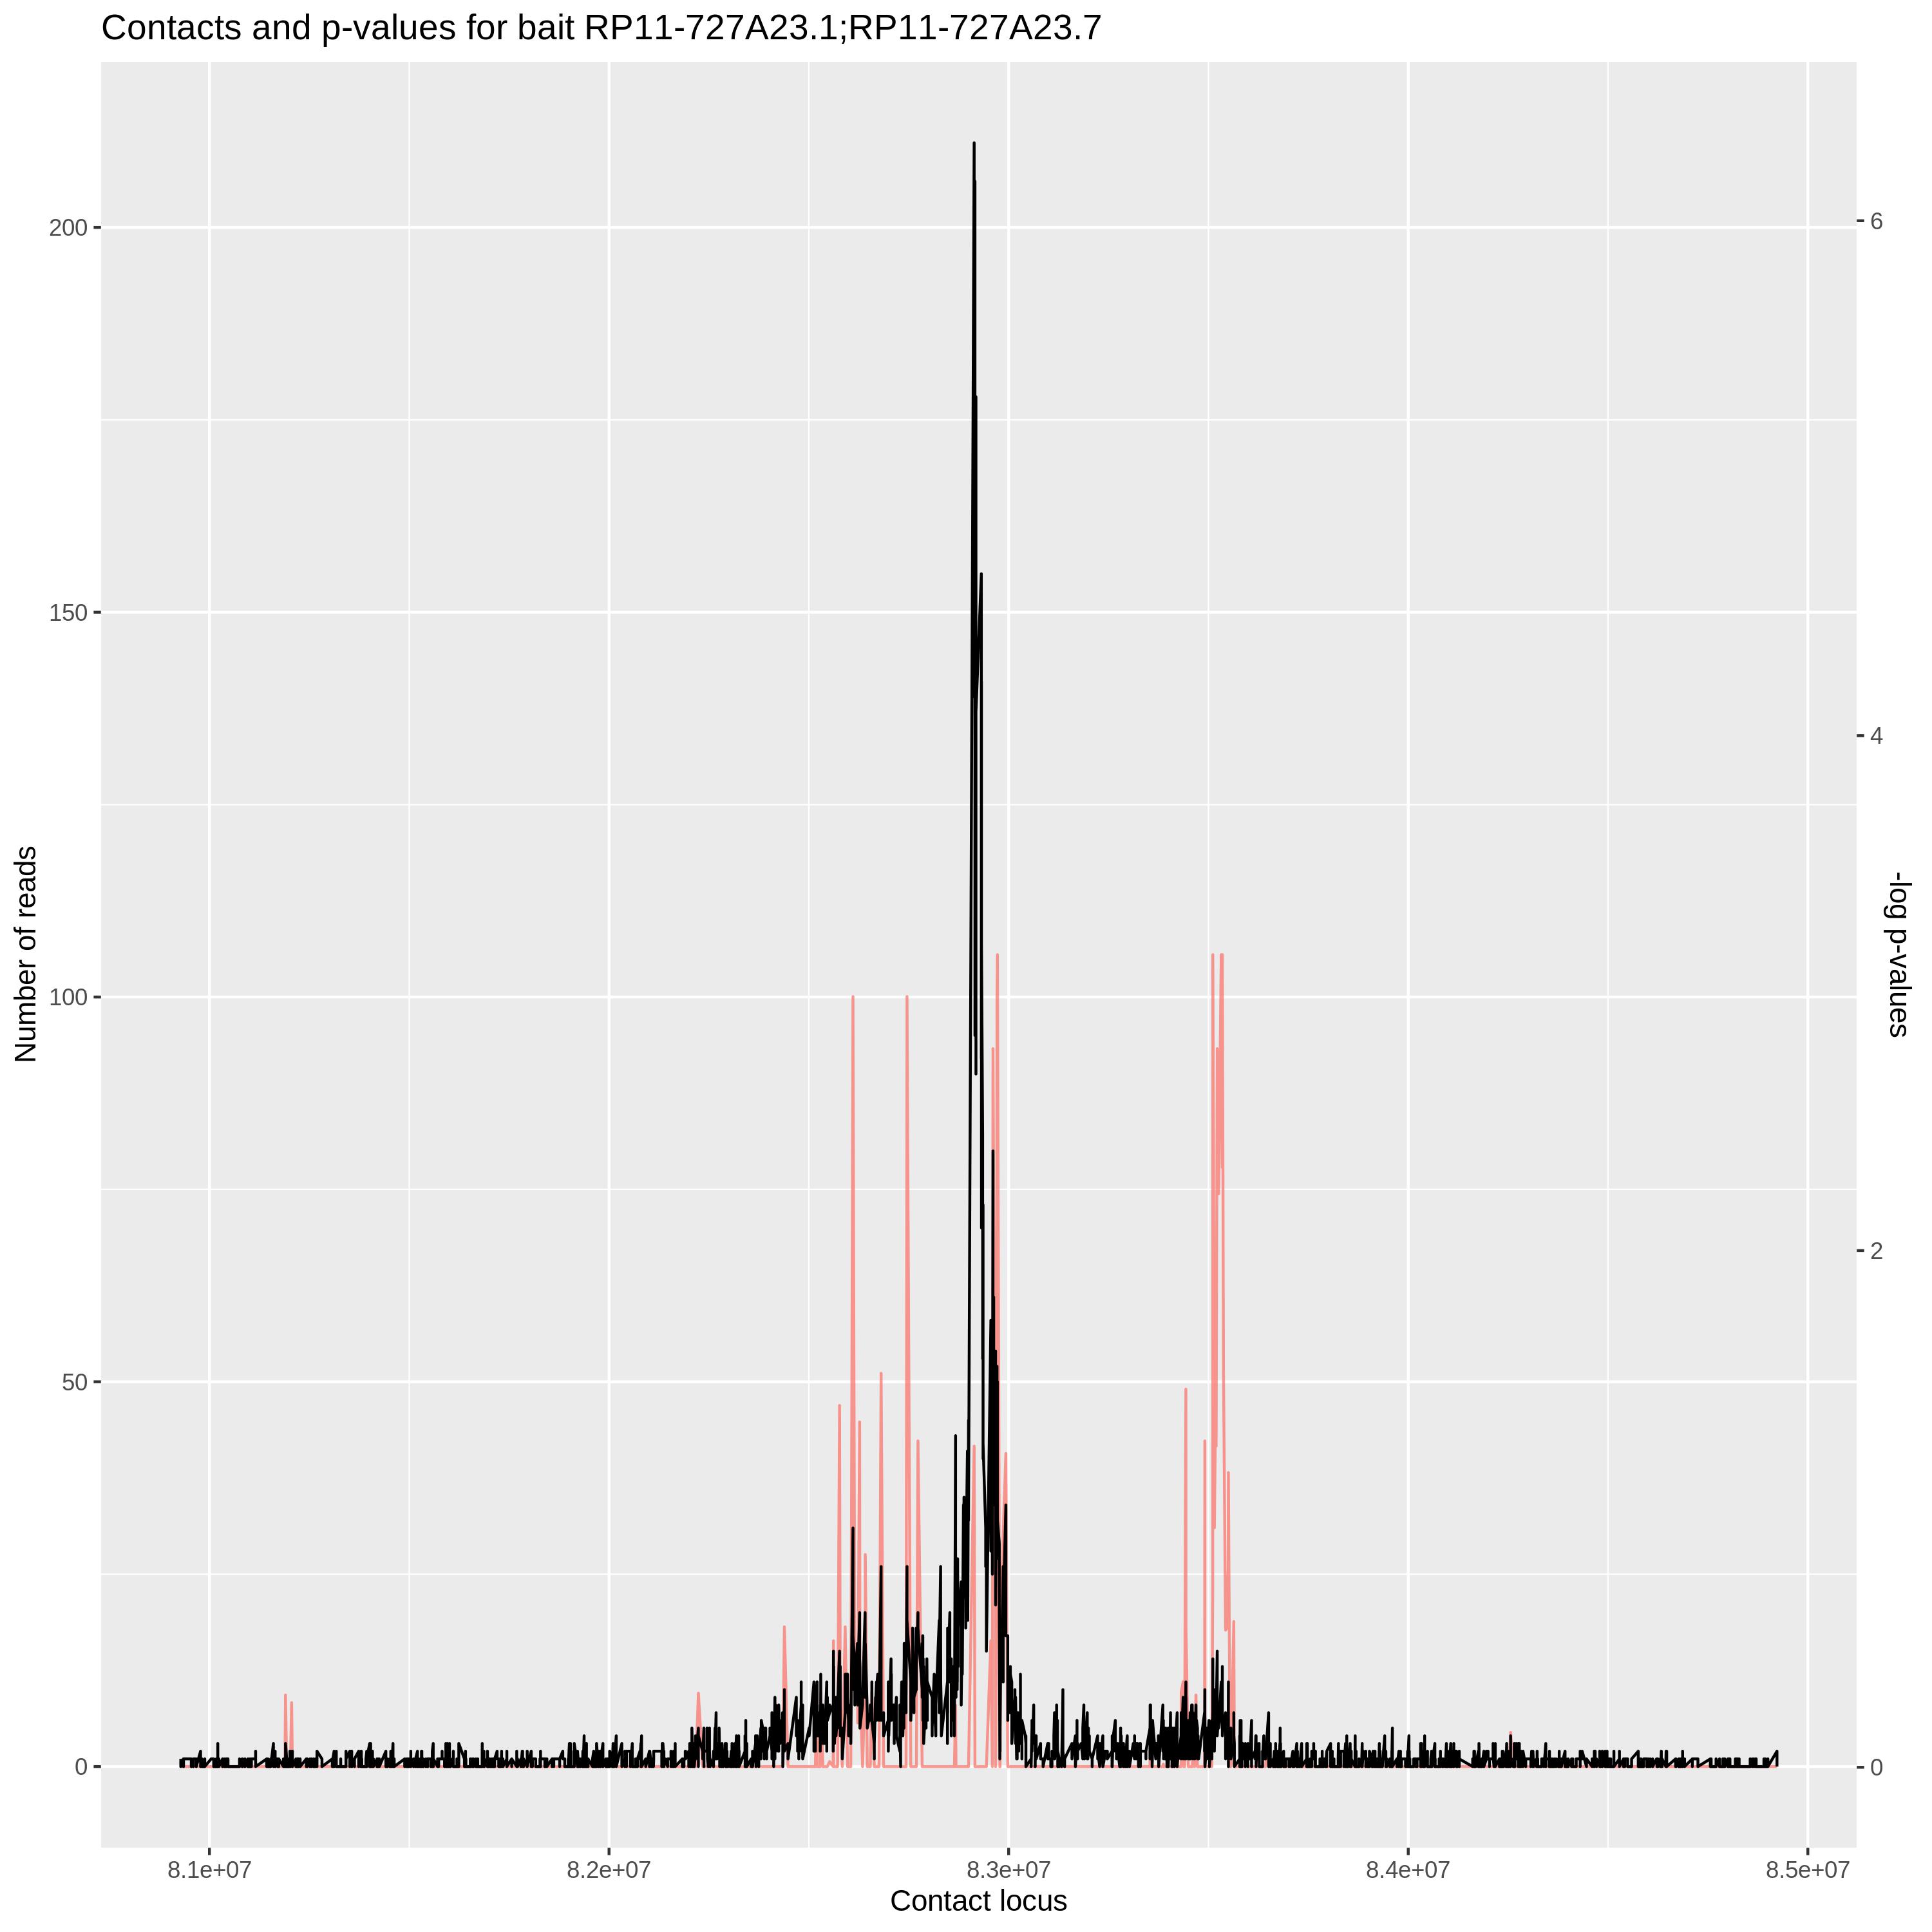 Contacts and p-values for bait RP11-727A23.1;RP11-727A23.7
200
150
100
50
0
6
4
2
0
Number of reads
-log p-values
8.1e+07
8.2e+07
8.3e+07
8.4e+07
8.5e+07
Contact locus